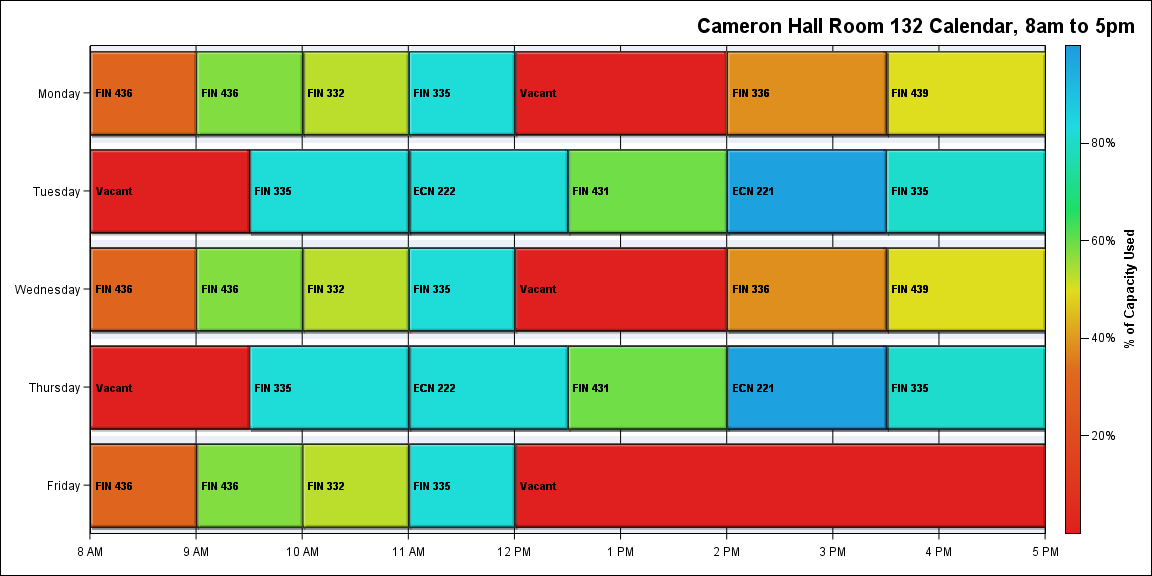 Cameron Hall Room 132 Calendar, 8am to 5pm
Monday
FIN 436
FIN 436
FIN 332
FIN 335
Vacant
FIN 336
FIN 439
Tuesday
Vacant
FIN 335
ECN 222
FIN 431
ECN 221
FIN 335
Wednesday
FIN 436
FIN 436
FIN 332
FIN 335
Vacant
FIN 336
FIN 439
Thursday
Vacant
FIN 335
ECN 222
FIN 431
ECN 221
FIN 335
Friday
FIN 436
FIN 436
FIN 332
FIN 335
Vacant
8 AM
9 AM
10 AM
11 AM
12 PM
1 PM
2 PM
3 PM
4 PM
5 PM
80%
60%
40%
20%
% of Capacity Used